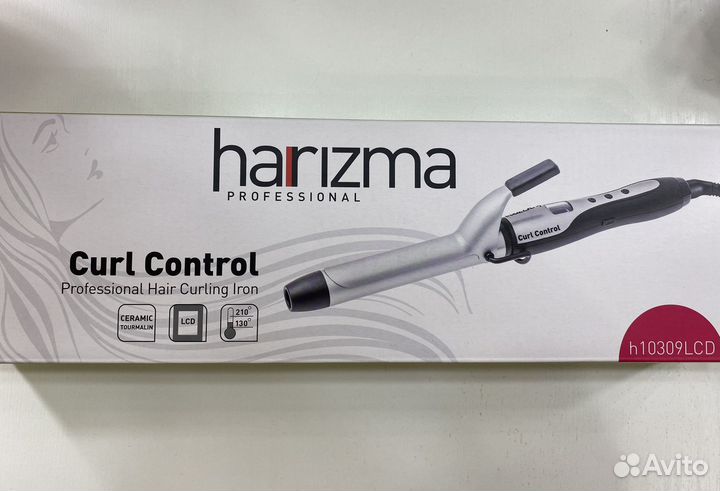 harizma
PROFESSIONAL
Curl Control
Curl Control
Professional Hair Curling Iron
CERAMIC
TOURMALIN
LCD
210°
130°
h10309LCD
Avito